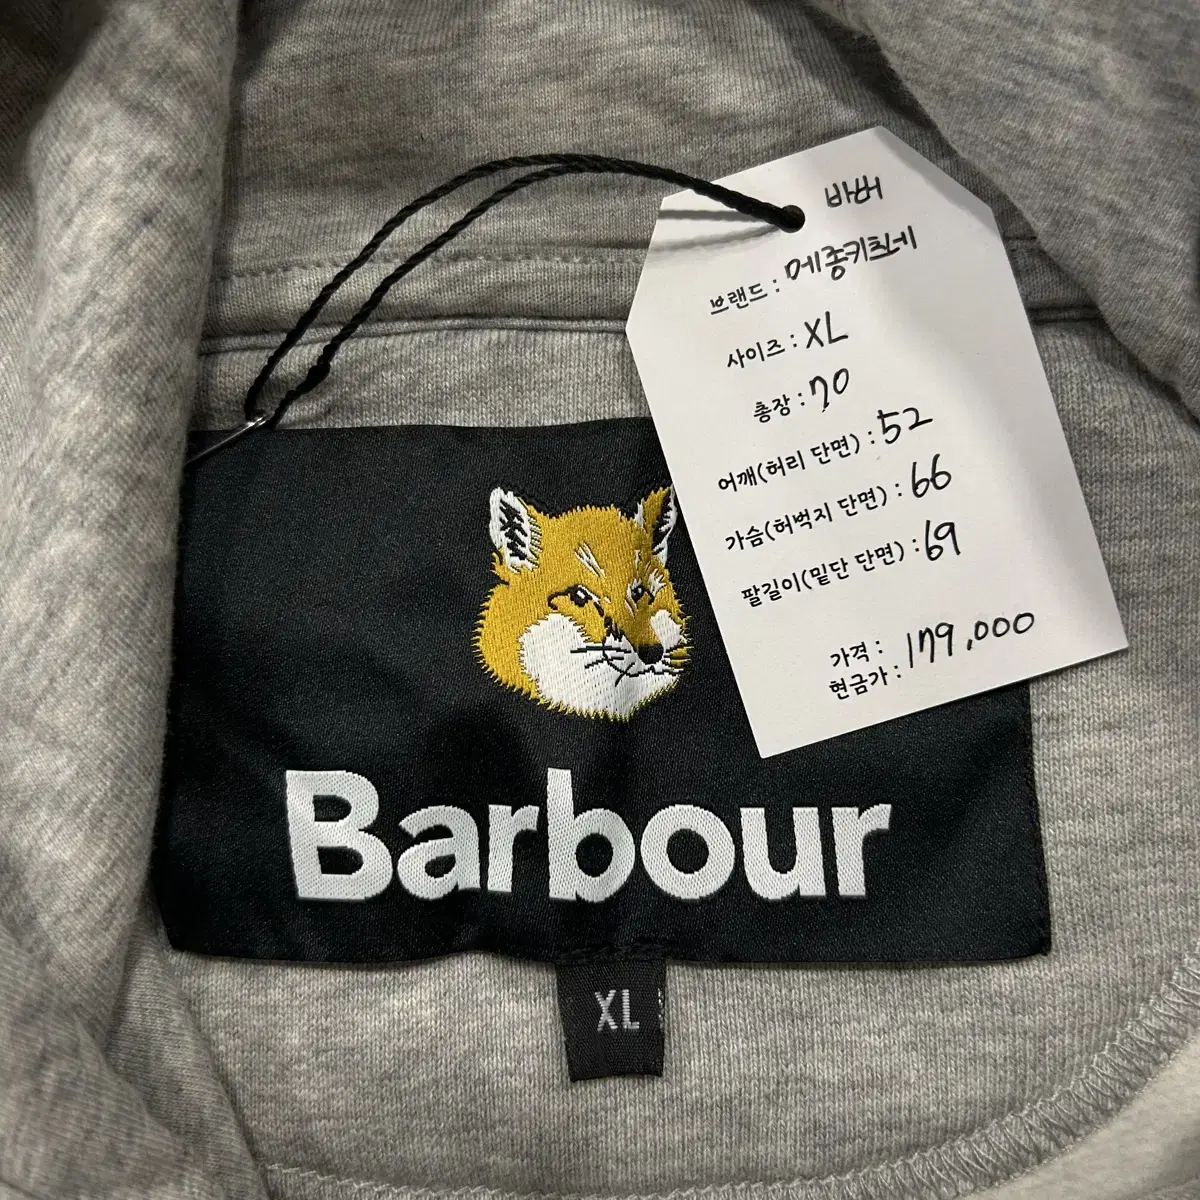 바버
브랜드 : 메종키츠네
사이즈 : XL
총장 : 70
어깨(허리 단면) : 52
가슴(허벅지 단면) : 66
팔길이(밑단 단면) : 69
가격 :
현금가 : 179,000
Barbour
XL